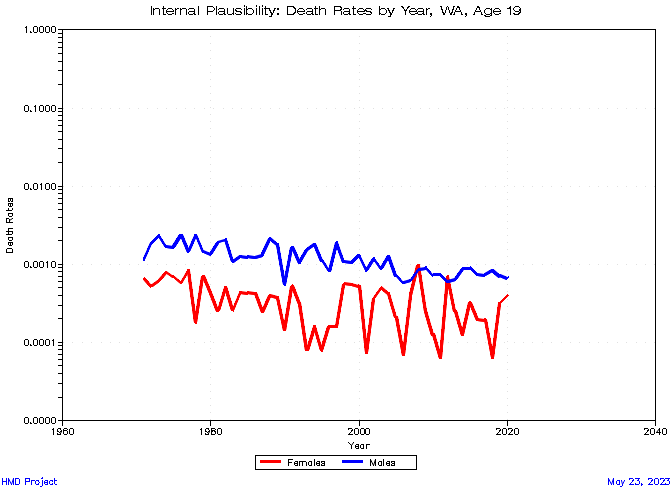 Internal Plausibility: Death Rates by Year, WA, Age 19
1.0000
0.1000
0.0100
0.0010
0.0001
0.0000
Death Rates
1960
1980
2000
2020
2040
Year
Females
Males
HMD Project
May 23, 2023